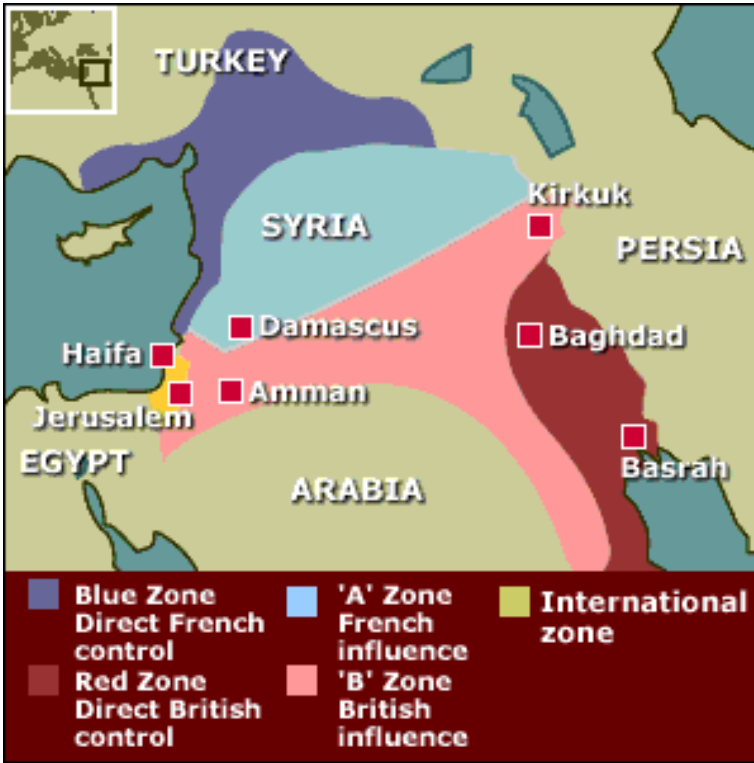 TURKEY
Kirkuk
SYRIA
PERSIA
Damascus
Baghdad
Haifa
Amman
Jerusalem
EGYPT
Basrah
ARABIA
Blue Zone
Direct French
control
Red Zone
Direct British
control
'A' Zone
French
influence
'B' Zone
British
influence
International
zone